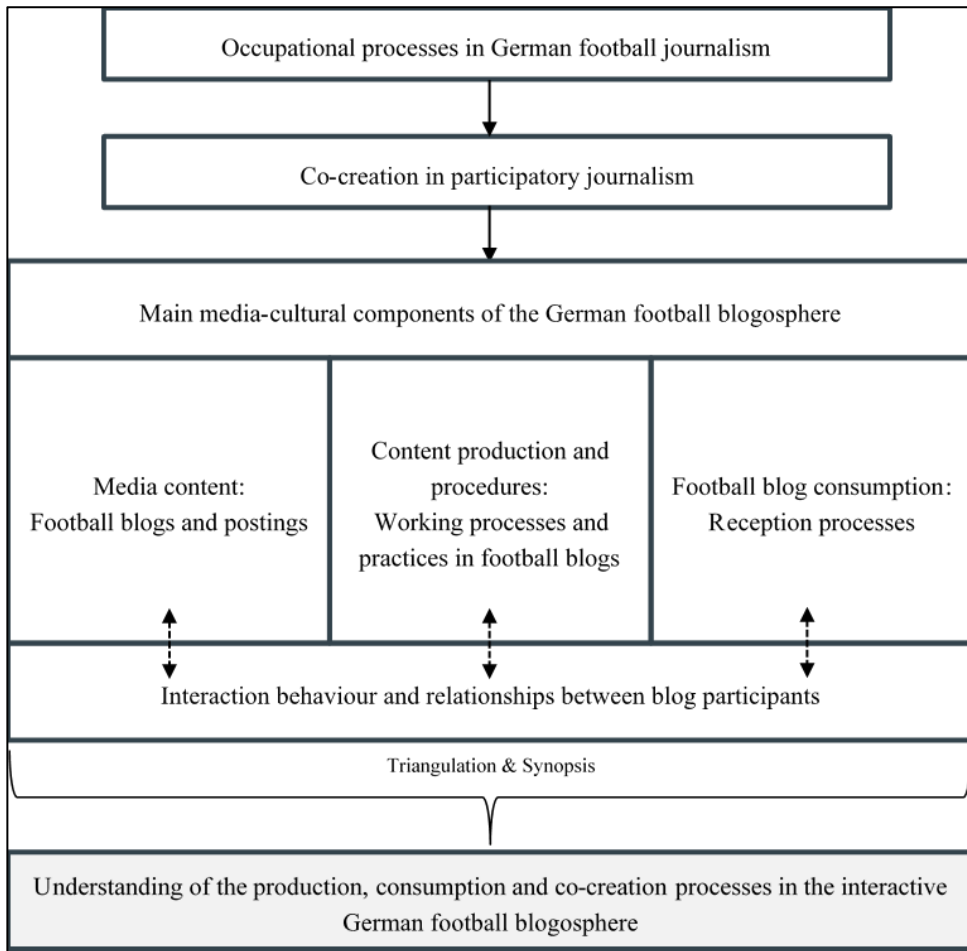 Occupational processes in German football journalism
Co-creation in participatory journalism
Main media-cultural components of the German football blogosphere
Media content:
Football blogs and postings
Content production and
procedures:
Working processes and
practices in football blogs
Football blog consumption:
Reception processes
Interaction behaviour and relationships between blog participants
Triangulation & Synopsis
Understanding of the production, consumption and co-creation processes in the interactive
German football blogosphere